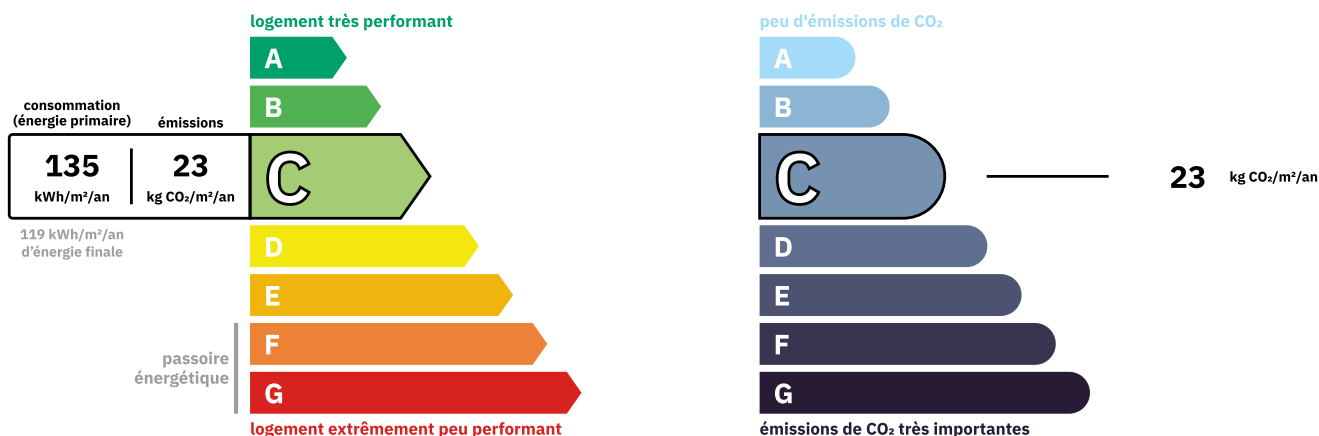 logement très performant
A
B
consommation
(énergie primaire)
émissions
135
kWh/m²/an
23
kg CO₂/m²/an
C
119 kWh/m²/an
d'énergie finale
D
E
F
passoire
énergétique
G
logement extrêmement peu performant
peu d'émissions de CO₂
A
B
C
23 kg CO₂/m²/an
D
E
F
G
émissions de CO₂ très importantes